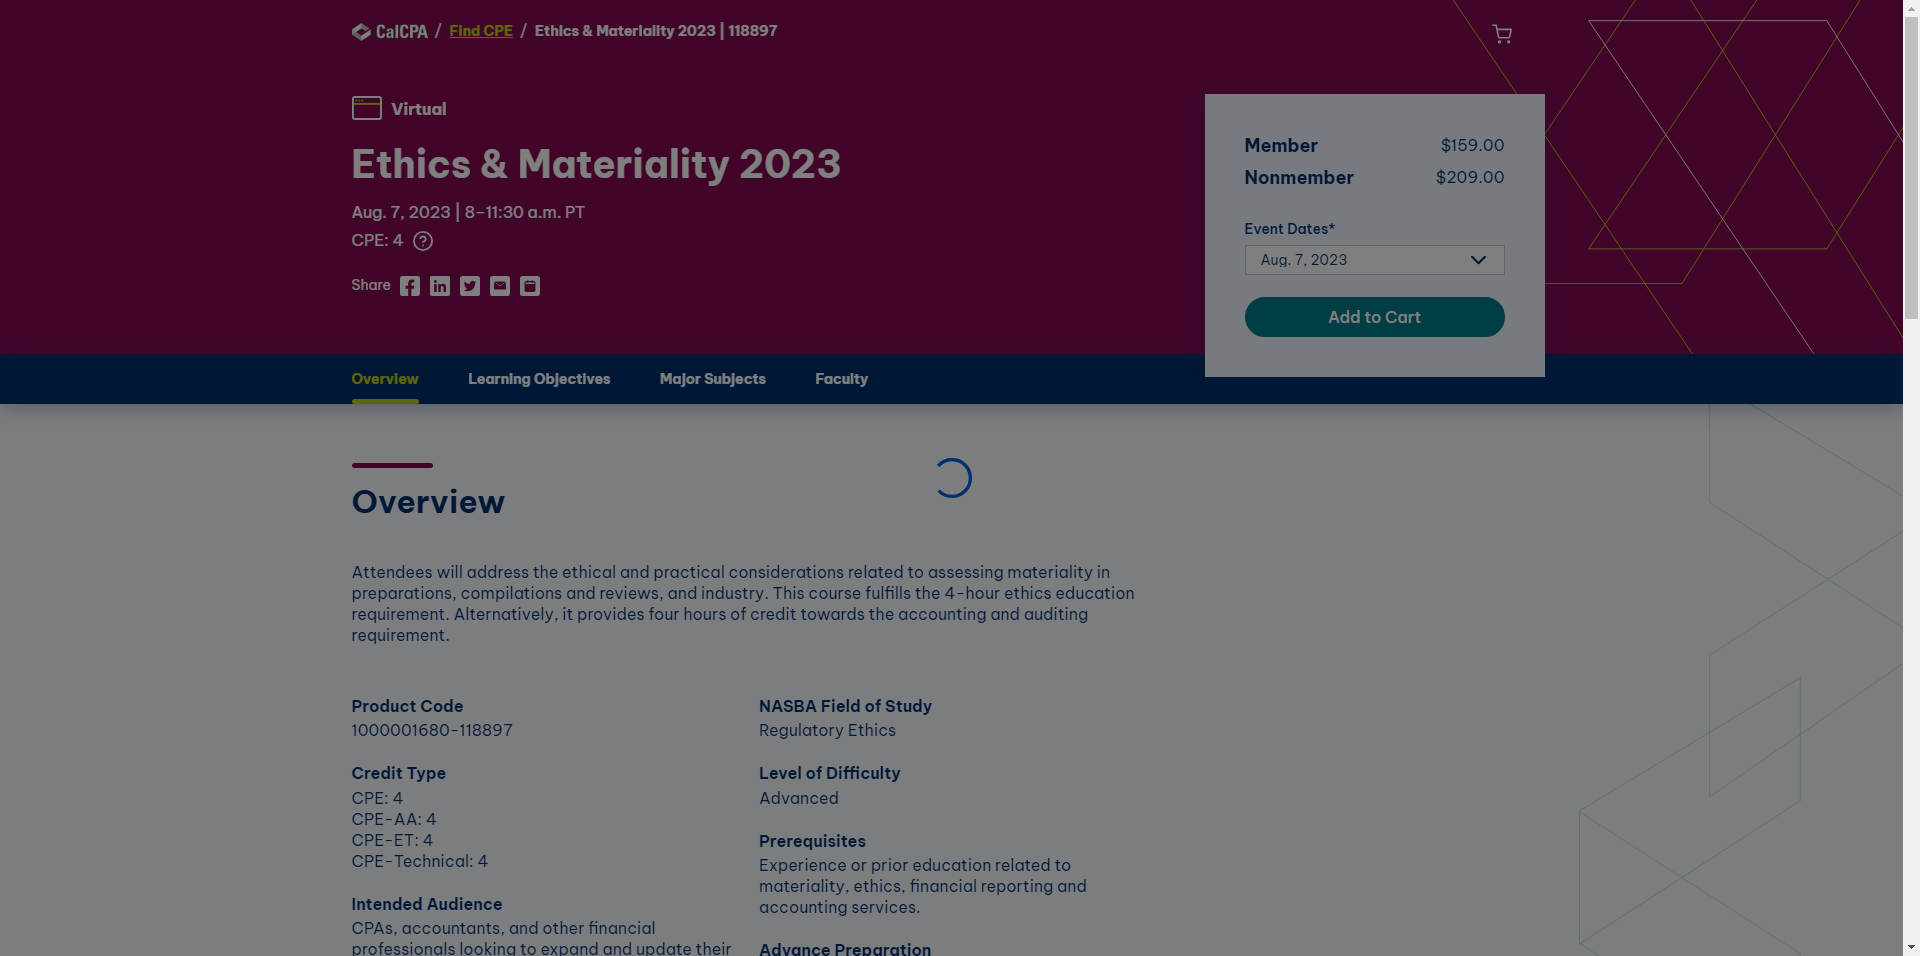 CalCPA / Find CPE / Ethics & Materiality 2023 | 118897
Virtual
Ethics & Materiality 2023
Aug. 7, 2023 | 8–11:30 a.m. PT
CPE: 4 ?
Share
Member $159.00
Nonmember $209.00
Event Dates*
Aug. 7, 2023
Add to Cart
Overview Learning Objectives Major Subjects Faculty
Overview
Attendees will address the ethical and practical considerations related to assessing materiality in
preparations, compilations and reviews, and industry. This course fulfills the 4-hour ethics education
requirement. Alternatively, it provides four hours of credit towards the accounting and auditing
requirement.
Product Code
1000001680-118897
Credit Type
CPE: 4
CPE-AA: 4
CPE-ET: 4
CPE-Technical: 4
Intended Audience
CPAs, accountants, and other financial
professionals looking to expand and update their
NASBA Field of Study
Regulatory Ethics
Level of Difficulty
Advanced
Prerequisites
Experience or prior education related to
materiality, ethics, financial reporting and
accounting services.
Advance Preparation